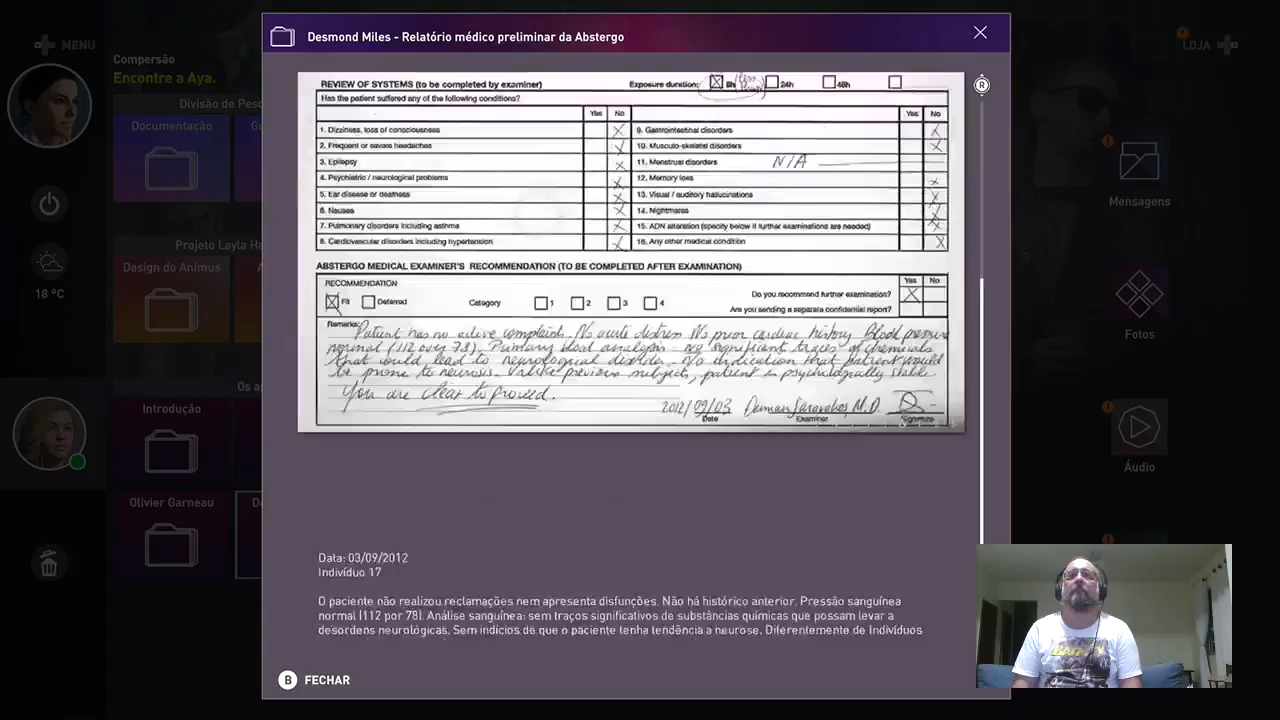 MENU
LOJA
Desmond Miles - Relatório médico preliminar da Abstergo
Compersão
Encontre a Aya.
Divisão de Pesq
Documentação
Projeto Layla Ha
Design do Animus
18 °C
Os ap
Introdução
Olivier Garneau
Mensagens
Fotos
Áudio
REVIEW OF SYSTEMS (to be completed by examiner)
Exposure duration: 8h 24h 48h
Has the patient suffered any of the following conditions?
Yes No Yes No
1. Dizziness, loss of consciousness
2. Frequent or severe headaches
3. Epilepsy
4. Psychiatric / neurological problems
5. Ear disease or deafness
6. Nausea
7. Pulmonary disorders including asthma
8. Cardiovascular disorders including hypertension
9. Gastrointestinal disorders
10. Musculo-skeletal disorders
11. Menstrual disorders N/A
12. Memory loss
13. Visual / auditory hallucinations
14. Nightmares
15. ADN alteration (specify below if further examinations are needed)
16. Any other medical condition
ABSTERGO MEDICAL EXAMINER'S RECOMMENDATION (TO BE COMPLETED AFTER EXAMINATION)
RECOMMENDATION
Fit Deferred Category 1 2 3 4
Yes No
Do you recommend further examination?
Are you sending a separate confidential report?
Remarks: Patient has no active complaints. No acute distress. No prior cardiac history. Blood pressure
normal (112 over 78). Primary blood analysis no significant traces of chemicals
that could lead to neurological disorders. No indication that patient would
be prone to neurosis. Unlike previous subjects, patient is psychologically stable
You are clear to proceed.
2012/09/03 M.D.
Date Examiner Signature
Data: 03/09/2012
Indivíduo 17
O paciente não realizou reclamações nem apresenta disfunções. Não há histórico anterior. Pressão sanguínea
normal (112 por 78). Análise sanguínea: sem traços significativos de substâncias químicas que possam levar a
desordens neurológicas. Sem indícios de que o paciente tenha tendência a neurose. Diferentemente de Indivíduos
B FECHAR